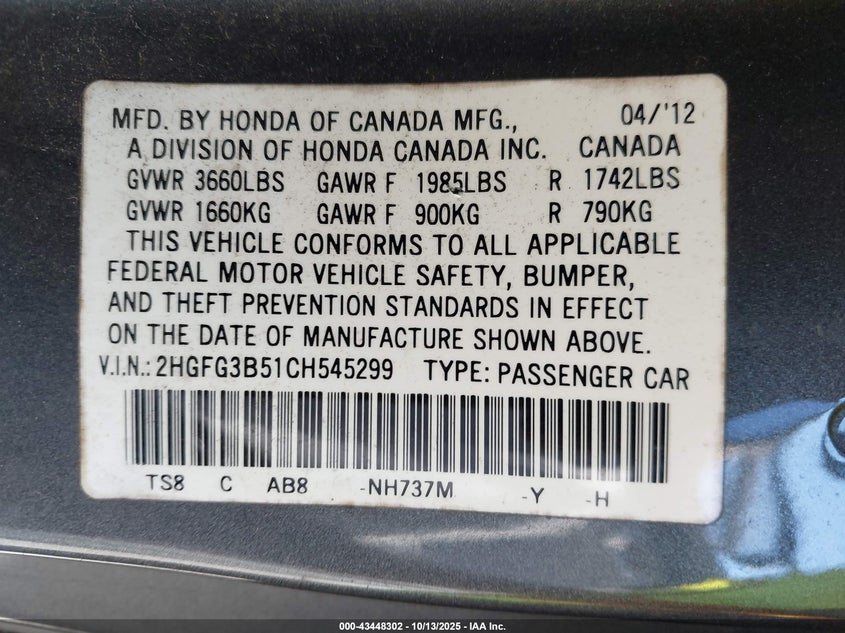 MFD. BY HONDA OF CANADA MFG., 04/'12
A DIVISION OF HONDA CANADA INC. CANADA
GVWR 3660LBS GAWR F 1985LBS R 1742LBS
GVWR 1660KG GAWR F 900KG R 790KG
THIS VEHICLE CONFORMS TO ALL APPLICABLE
FEDERAL MOTOR VEHICLE SAFETY, BUMPER,
AND THEFT PREVENTION STANDARDS IN EFFECT
ON THE DATE OF MANUFACTURE SHOWN ABOVE.
V.I.N.: 2HGFG3B51CH545299 TYPE: PASSENGER CAR
TS8 C AB8 -NH737M -Y -H
000-43448302 | 10/13/2025 - IAA Inc.